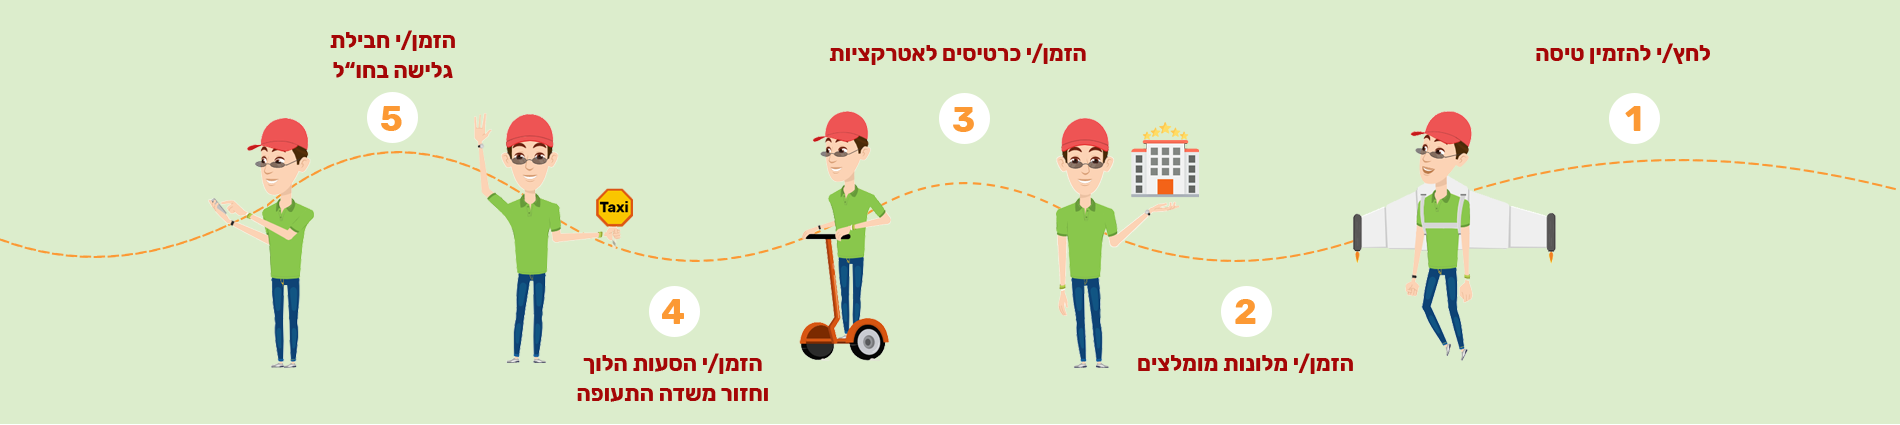 לחץ/י להזמין טיסה
1
2
הזמן/י מלונות מומלצים
הזמן/י כרטיסים לאטרקציות
3
4
הזמן/י הסעות הלוך
וחזור משדה התעופה
Taxi
הזמן/י חבילת
גלישה בחו“ל
5